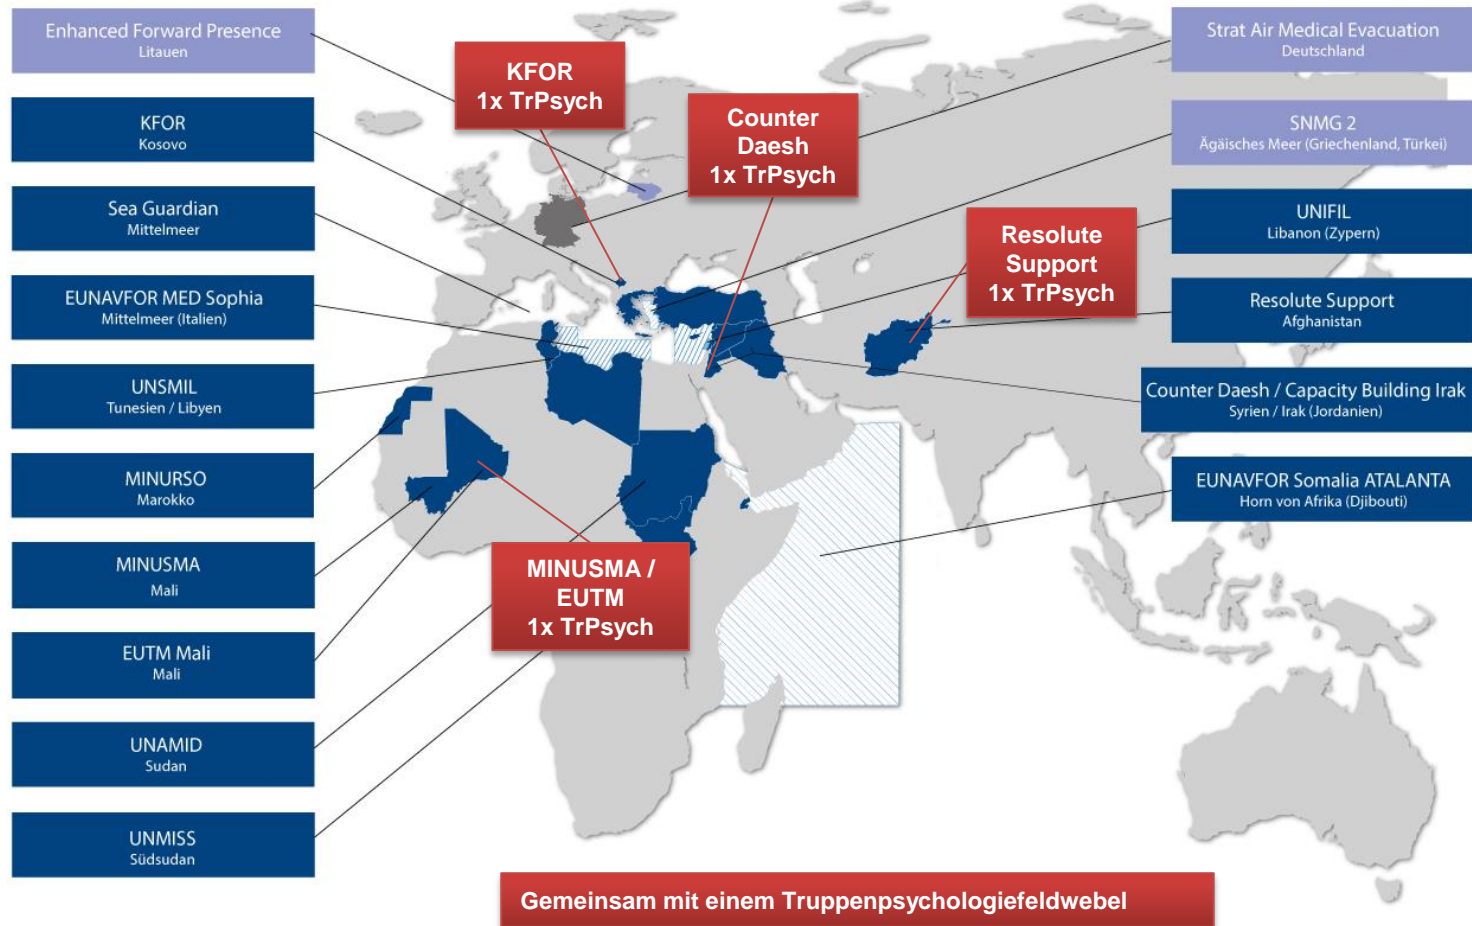 Enhanced Forward Presence
Litauen
KFOR
Kosovo
Sea Guardian
Mittelmeer
EUNAVFOR MED Sophia
Mittelmeer (Italien)
UNSMIL
Tunesien / Libyen
MINURSO
Marokko
MINUSMA
Mali
EUTM Mali
Mali
UNAMID
Sudan
UNMISS
Südsudan
KFOR
1x TrPsych
Counter
Daesh
1x TrPsych
Resolute
Support
1x TrPsych
MINUSMA /
EUTM
1x TrPsych
Strat Air Medical Evacuation
Deutschland
SNMG 2
Ägäisches Meer (Griechenland, Türkei)
UNIFIL
Libanon (Zypern)
Resolute Support
Afghanistan
Counter Daesh / Capacity Building Irak
Syrien / Irak (Jordanien)
EUNAVFOR Somalia ATALANTA
Horn von Afrika (Djibouti)
Gemeinsam mit einem Truppenpsychologiefeldwebel